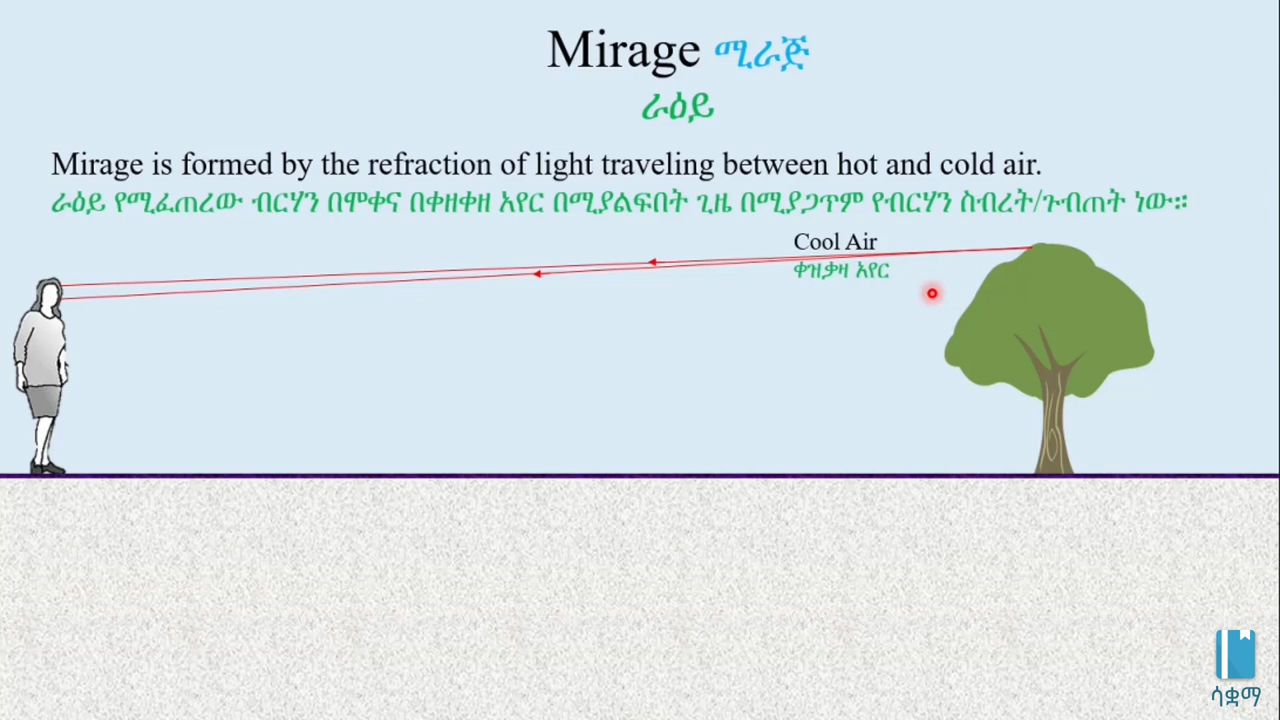 Mirage ሚራጅ
ራዕይ
Mirage is formed by the refraction of light traveling between hot and cold air.
ራዕይ የሚፈጠረው ብርሃን በሞቀና በቀዘቀዘ አየር በሚያልፍበት ጊዜ በሚያጋጥም የብርሃን ስብረት/ጉብጠት ነው።
Cool Air
ቀዝቃዛ አየር
ሳቋማ